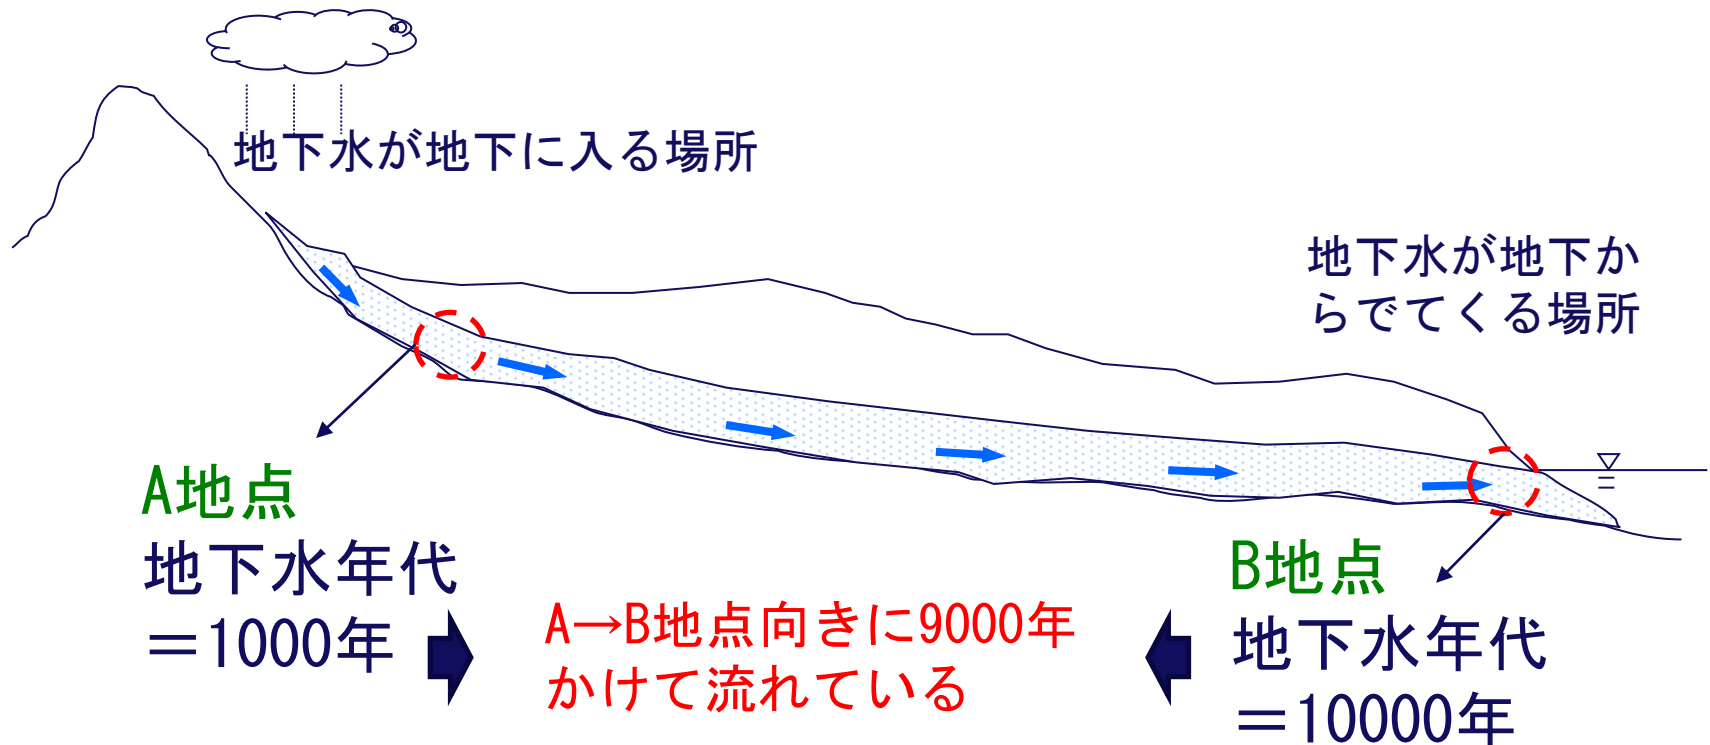 地下水が地下に入る場所
地下水が地下か
らでてくる場所
A地点
地下水年代
＝1000年
A→B地点向きに9000年
かけて流れている
B地点
地下水年代
＝10000年